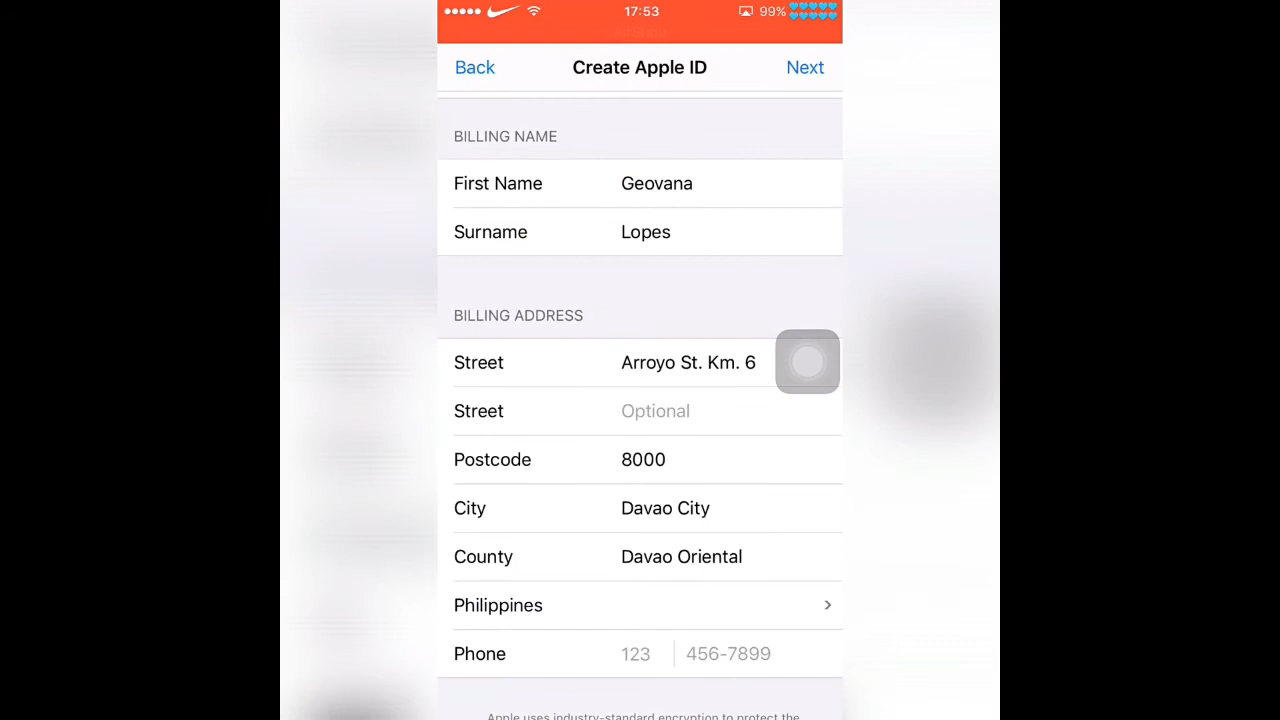 17:53 99%
AirShou
Back Create Apple ID Next
BILLING NAME
First Name Geovana
Surname Lopes
BILLING ADDRESS
Street Arroyo St. Km. 6
Street Optional
Postcode 8000
City Davao City
County Davao Oriental
Philippines
Phone 123 456-7899
Apple uses industry-standard encryption to protect the